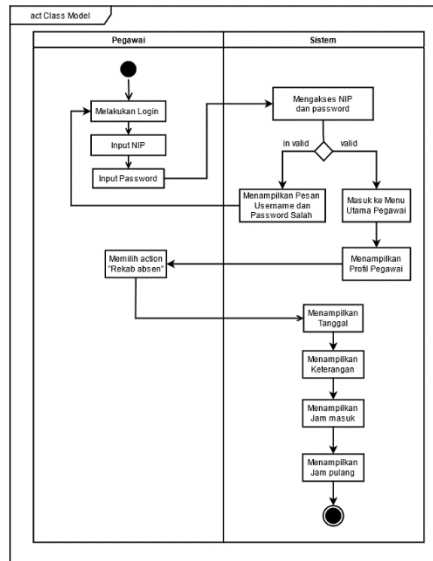 act Class Model
Pegawai
Sistem
Melakukan Login
Input NIP
Input Password
Mengakses NIP
dan password
in valid
valid
Menampilkan Pesan
Username dan
Password Salah
Masuk ke Menu
Utama Pegawai
Menampilkan
Profil Pegawai
Memilih action
"Rekab absen"
Menampilkan
Tanggal
Menampilkan
Keterangan
Menampilkan
Jam masuk
Menampilkan
Jam pulang